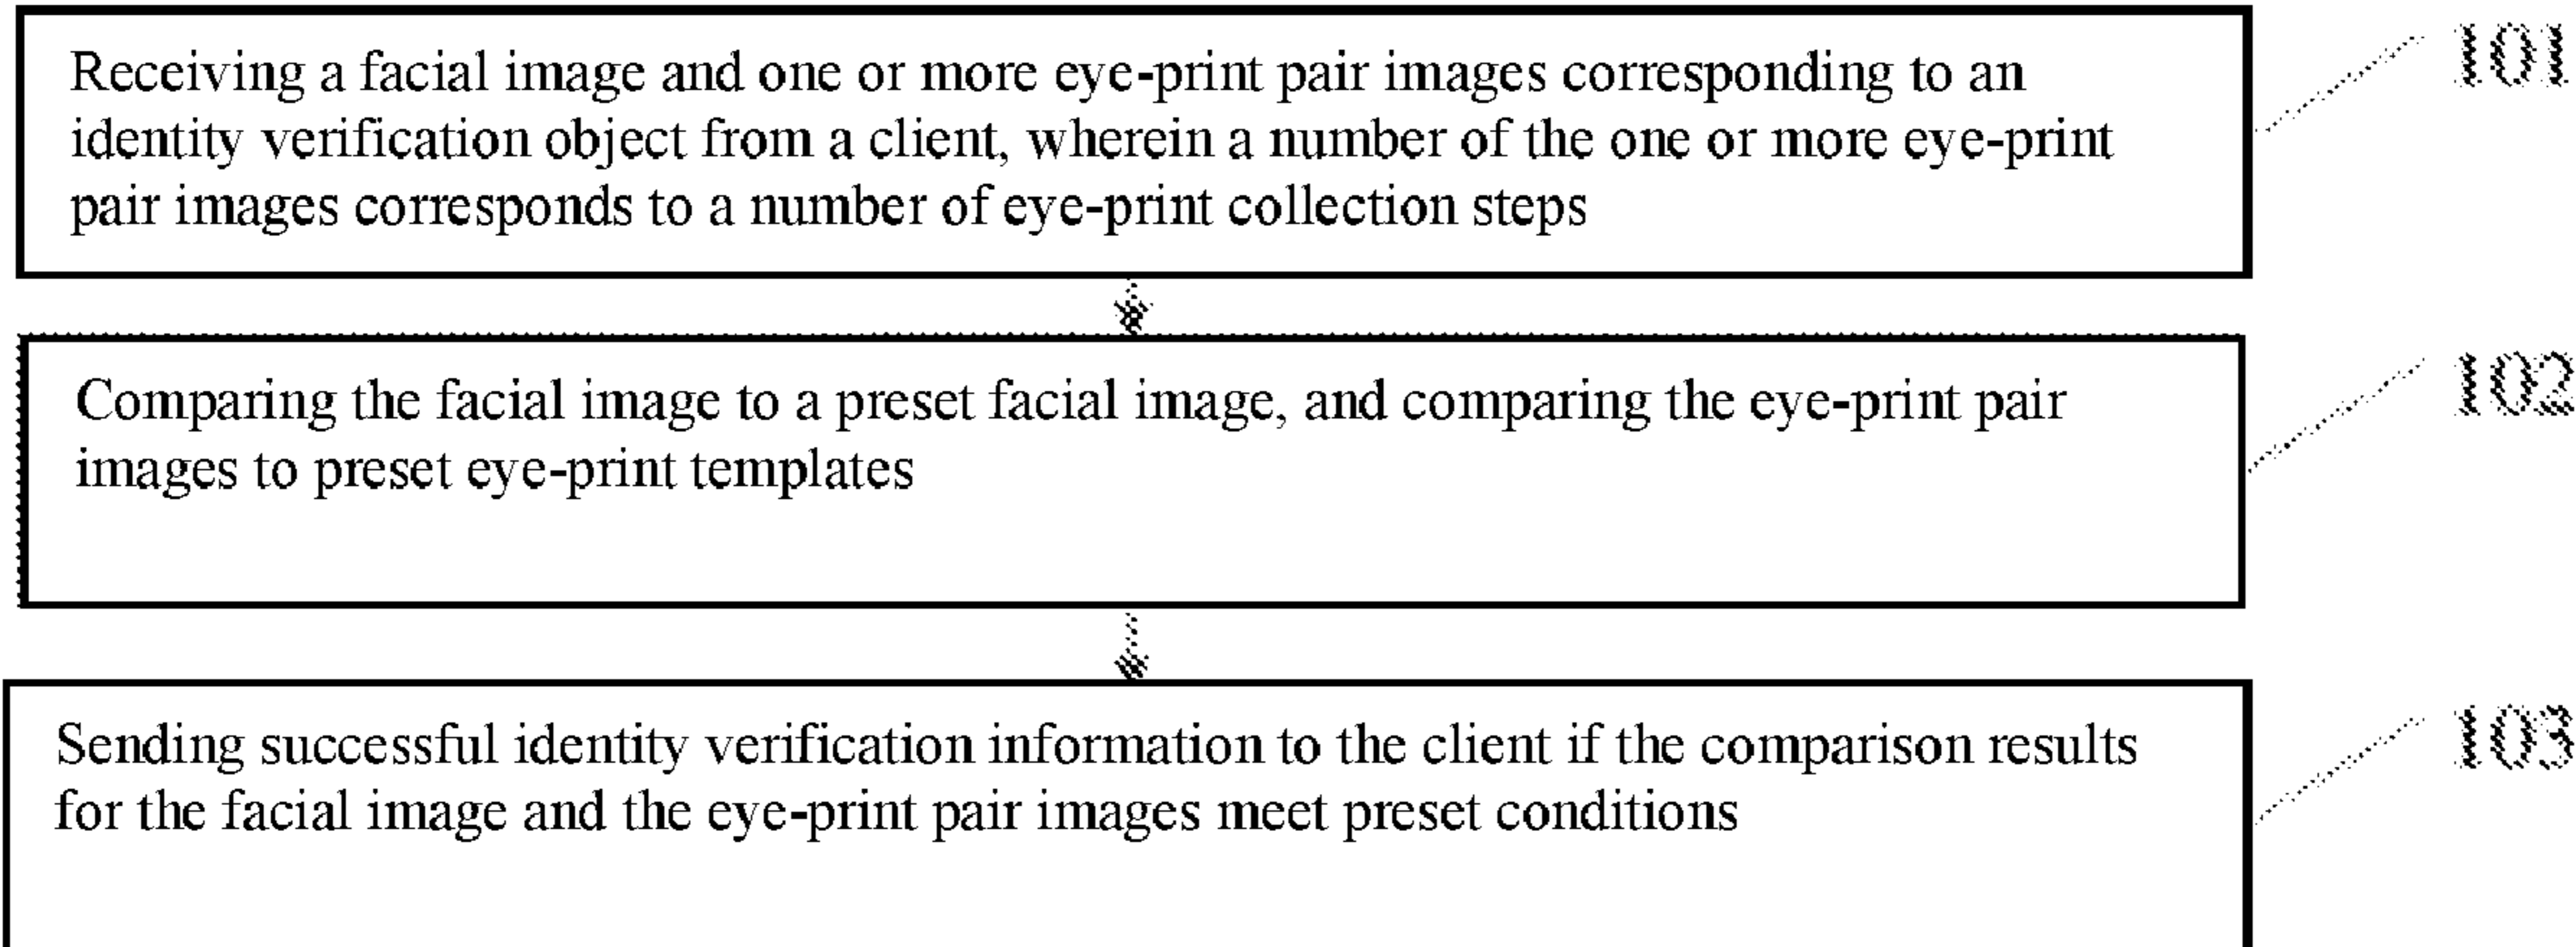 Receiving a facial image and one or more eye-print pair images corresponding to an
identity verification object from a client, wherein a number of the one or more eye-print
pair images corresponds to a number of eye-print collection steps
101
Comparing the facial image to a preset facial image, and comparing the eye-print pair
images to preset eye-print templates
102
Sending successful identity verification information to the client if the comparison results
for the facial image and the eye-print pair images meet preset conditions
103